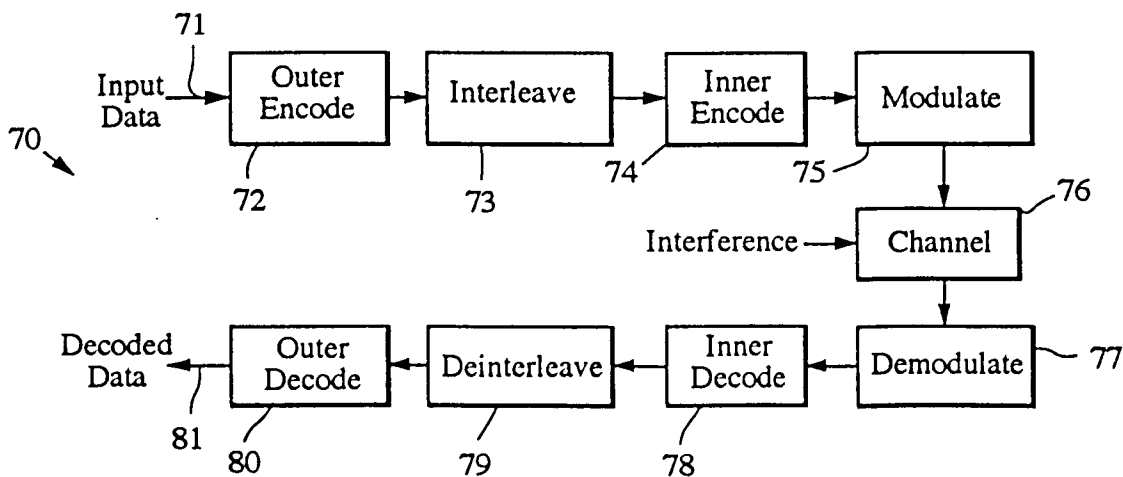 71
Input
Data
Outer
Encode
Interleave
Inner
Encode
Modulate
70
72
73
74
75
76
Interference
Channel
Decoded
Data
Outer
Decode
Deinterleave
Inner
Decode
Demodulate
77
81
80
79
78